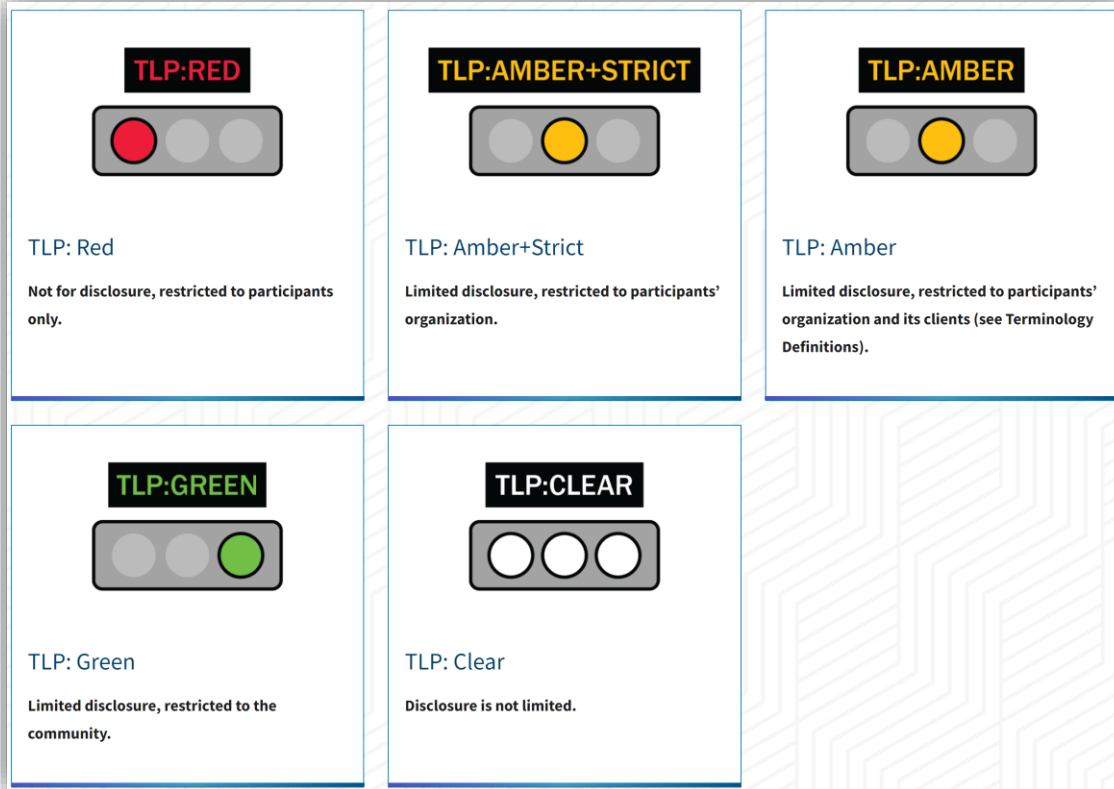 TLP:RED
TLP: Red
Not for disclosure, restricted to participants
only.
TLP:AMBER+STRICT
TLP: Amber+Strict
Limited disclosure, restricted to participants’
organization.
TLP:AMBER
TLP: Amber
Limited disclosure, restricted to participants’
organization and its clients (see Terminology
Definitions).
TLP:GREEN
TLP: Green
Limited disclosure, restricted to the
community.
TLP:CLEAR
TLP: Clear
Disclosure is not limited.